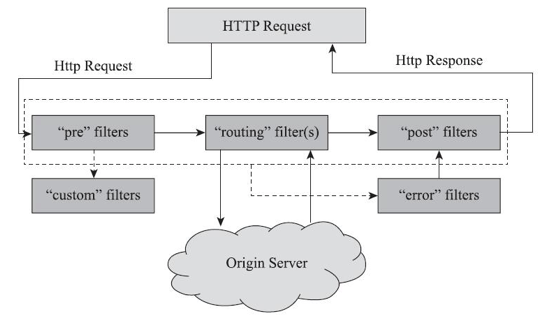 HTTP Request
Http Request
Http Response
“pre” filters
“routing” filter(s)
“post” filters
“custom” filters
“error” filters
Origin Server